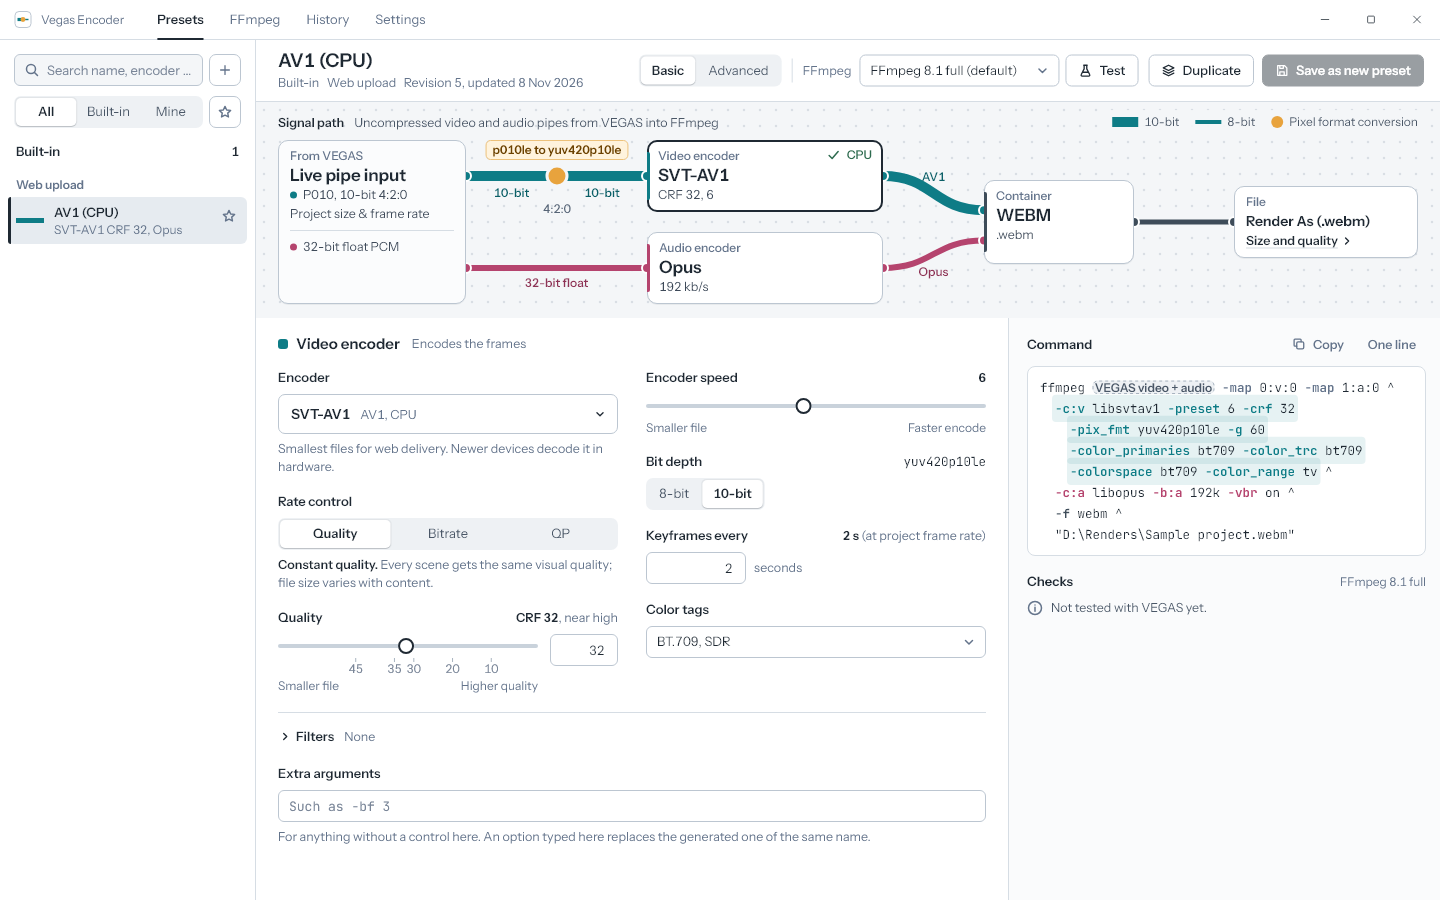 Vegas Encoder
Presets
FFmpeg
History
Settings
Search name, encoder ...
All
Built-in
Mine
Built-in
1
Web upload
AV1 (CPU)
SVT-AV1 CRF 32, Opus
AV1 (CPU)
Built-in Web upload Revision 5, updated 8 Nov 2026
Basic
Advanced
FFmpeg
FFmpeg 8.1 full (default)
Test
Duplicate
Save as new preset
Signal path Uncompressed video and audio pipes from VEGAS into FFmpeg
10-bit
8-bit
Pixel format conversion
From VEGAS
Live pipe input
P010, 10-bit 4:2:0
Project size & frame rate
32-bit float PCM
p010le to yuv420p10le
10-bit
10-bit
4:2:0
32-bit float
Video encoder
CPU
SVT-AV1
CRF 32, 6
Audio encoder
Opus
192 kb/s
AV1
Opus
Container
WEBM
.webm
File
Render As (.webm)
Size and quality
Video encoder Encodes the frames
Encoder
SVT-AV1 AV1, CPU
Smallest files for web delivery. Newer devices decode it in
hardware.
Rate control
Quality
Bitrate
QP
Constant quality. Every scene gets the same visual quality;
file size varies with content.
Quality
CRF 32, near high
32
45 35 30 20 10
Smaller file
Higher quality
Encoder speed
6
Smaller file
Faster encode
Bit depth
yuv420p10le
8-bit
10-bit
Keyframes every
2 s (at project frame rate)
2
seconds
Color tags
BT.709, SDR
Filters None
Extra arguments
Such as -bf 3
For anything without a control here. An option typed here replaces the generated one of the same name.
Command
Copy
One line
ffmpeg VEGAS video + audio -map 0:v:0 -map 1:a:0 ^
-c:v libsvtav1 -preset 6 -crf 32
-pix_fmt yuv420p10le -g 60
-color_primaries bt709 -color_trc bt709
-colorspace bt709 -color_range tv ^
-c:a libopus -b:a 192k -vbr on ^
-f webm ^
"D:\Renders\Sample project.webm"
Checks
FFmpeg 8.1 full
Not tested with VEGAS yet.